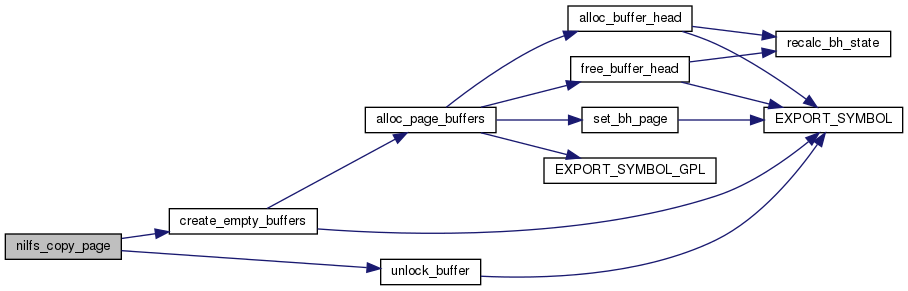 alloc_buffer_head
recalc_bh_state
free_buffer_head
alloc_page_buffers
set_bh_page
EXPORT_SYMBOL
EXPORT_SYMBOL_GPL
create_empty_buffers
nilfs_copy_page
unlock_buffer